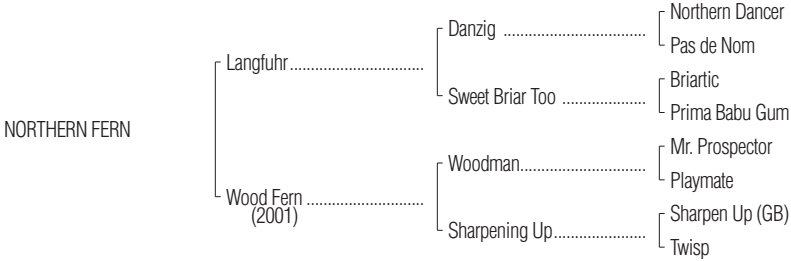 Northern Dancer
Danzig ..................................
Pas de Nom
Langfuhr................................
Briartic
Sweet Briar Too ....................
Prima Babu Gum
NORTHERN FERN
Mr. Prospector
Woodman..............................
Playmate
Wood Fern ............................
(2001)
Sharpen Up (GB)
Sharpening Up......................
Twisp